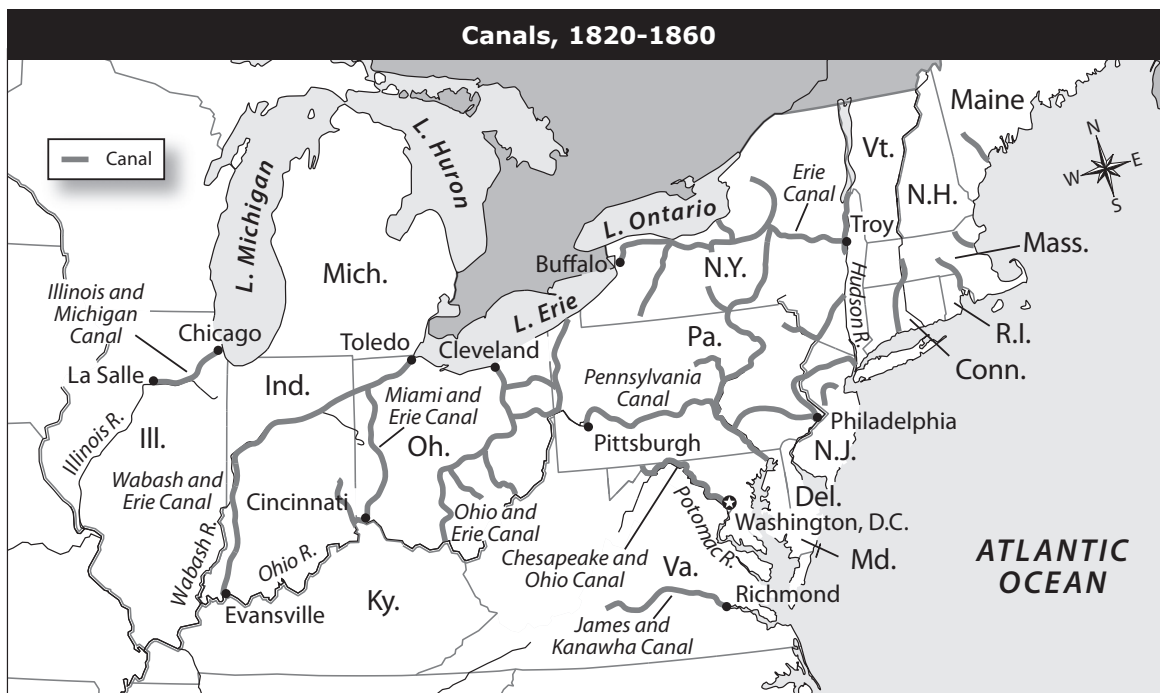 Canals, 1820-1860
Canal
N
E
S
W
Maine
Vt.
N.H.
Erie
Canal
Troy
Mass.
R.I.
Conn.
Hudson R.
L. Michigan
L. Huron
L. Ontario
L. Erie
Mich.
Buffalo
N.Y.
Illinois and
Michigan
Canal
Chicago
La Salle
Toledo
Cleveland
Ind.
Miami and
Erie Canal
Oh.
Pa.
Pennsylvania
Canal
Pittsburgh
Philadelphia
N.J.
Illinois R.
Ill.
Wabash and
Erie Canal
Cincinnati
Wabash R.
Ohio R.
Evansville
Ky.
Ohio and
Erie Canal
Chesapeake and
Ohio Canal
Potomac R.
Del.
Washington, D.C.
Md.
Va.
Richmond
James and
Kanawha Canal
ATLANTIC
OCEAN